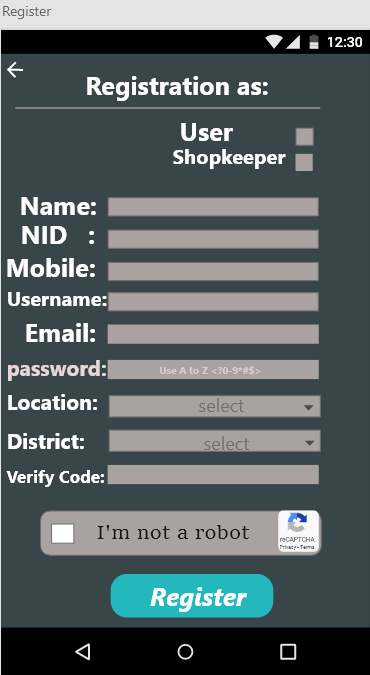 Register
12:30
Registration as:
User
Shopkeeper
Name:
NID :
Mobile:
Username:
Email:
password: Use A to Z <?0-9*#$>
Location: select
District: select
Verify Code:
I'm not a robot
reCAPTCHA
Privacy - Terms
Register